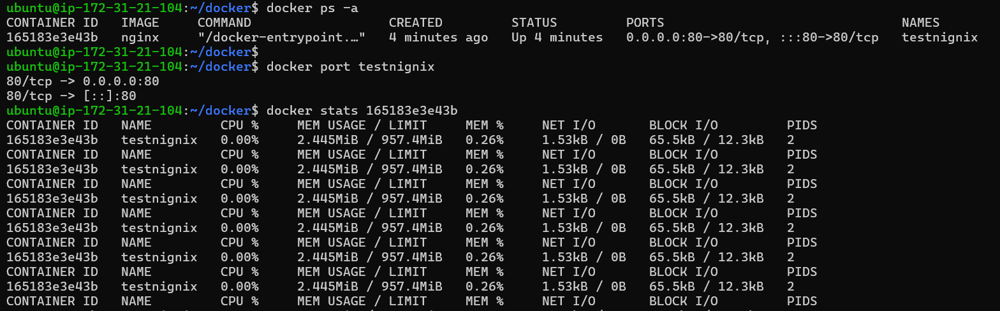 ubuntu@ip-172-31-21-104:~/docker$ docker ps -a
CONTAINER ID   IMAGE     COMMAND                  CREATED         STATUS         PORTS                               NAMES
165183e3e43b   nginx     "/docker-entrypoint.…"   4 minutes ago   Up 4 minutes   0.0.0.0:80->80/tcp, :::80->80/tcp   testnignix
ubuntu@ip-172-31-21-104:~/docker$
ubuntu@ip-172-31-21-104:~/docker$ docker port testnignix
80/tcp -> 0.0.0.0:80
80/tcp -> [::]:80
ubuntu@ip-172-31-21-104:~/docker$ docker stats 165183e3e43b
CONTAINER ID   NAME         CPU %     MEM USAGE / LIMIT     MEM %     NET I/O       BLOCK I/O         PIDS
165183e3e43b   testnignix   0.00%     2.445MiB / 957.4MiB   0.26%     1.53kB / 0B   65.5kB / 12.3kB   2
CONTAINER ID   NAME         CPU %     MEM USAGE / LIMIT     MEM %     NET I/O       BLOCK I/O         PIDS
165183e3e43b   testnignix   0.00%     2.445MiB / 957.4MiB   0.26%     1.53kB / 0B   65.5kB / 12.3kB   2
CONTAINER ID   NAME         CPU %     MEM USAGE / LIMIT     MEM %     NET I/O       BLOCK I/O         PIDS
165183e3e43b   testnignix   0.00%     2.445MiB / 957.4MiB   0.26%     1.53kB / 0B   65.5kB / 12.3kB   2
CONTAINER ID   NAME         CPU %     MEM USAGE / LIMIT     MEM %     NET I/O       BLOCK I/O         PIDS
165183e3e43b   testnignix   0.00%     2.445MiB / 957.4MiB   0.26%     1.53kB / 0B   65.5kB / 12.3kB   2
CONTAINER ID   NAME         CPU %     MEM USAGE / LIMIT     MEM %     NET I/O       BLOCK I/O         PIDS
165183e3e43b   testnignix   0.00%     2.445MiB / 957.4MiB   0.26%     1.53kB / 0B   65.5kB / 12.3kB   2
CONTAINER ID   NAME         CPU %     MEM USAGE / LIMIT     MEM %     NET I/O       BLOCK I/O         PIDS
165183e3e43b   testnignix   0.00%     2.445MiB / 957.4MiB   0.26%     1.53kB / 0B   65.5kB / 12.3kB   2
CONTAINER ID   NAME         CPU %     MEM USAGE / LIMIT     MEM %     NET I/O       BLOCK I/O         PIDS